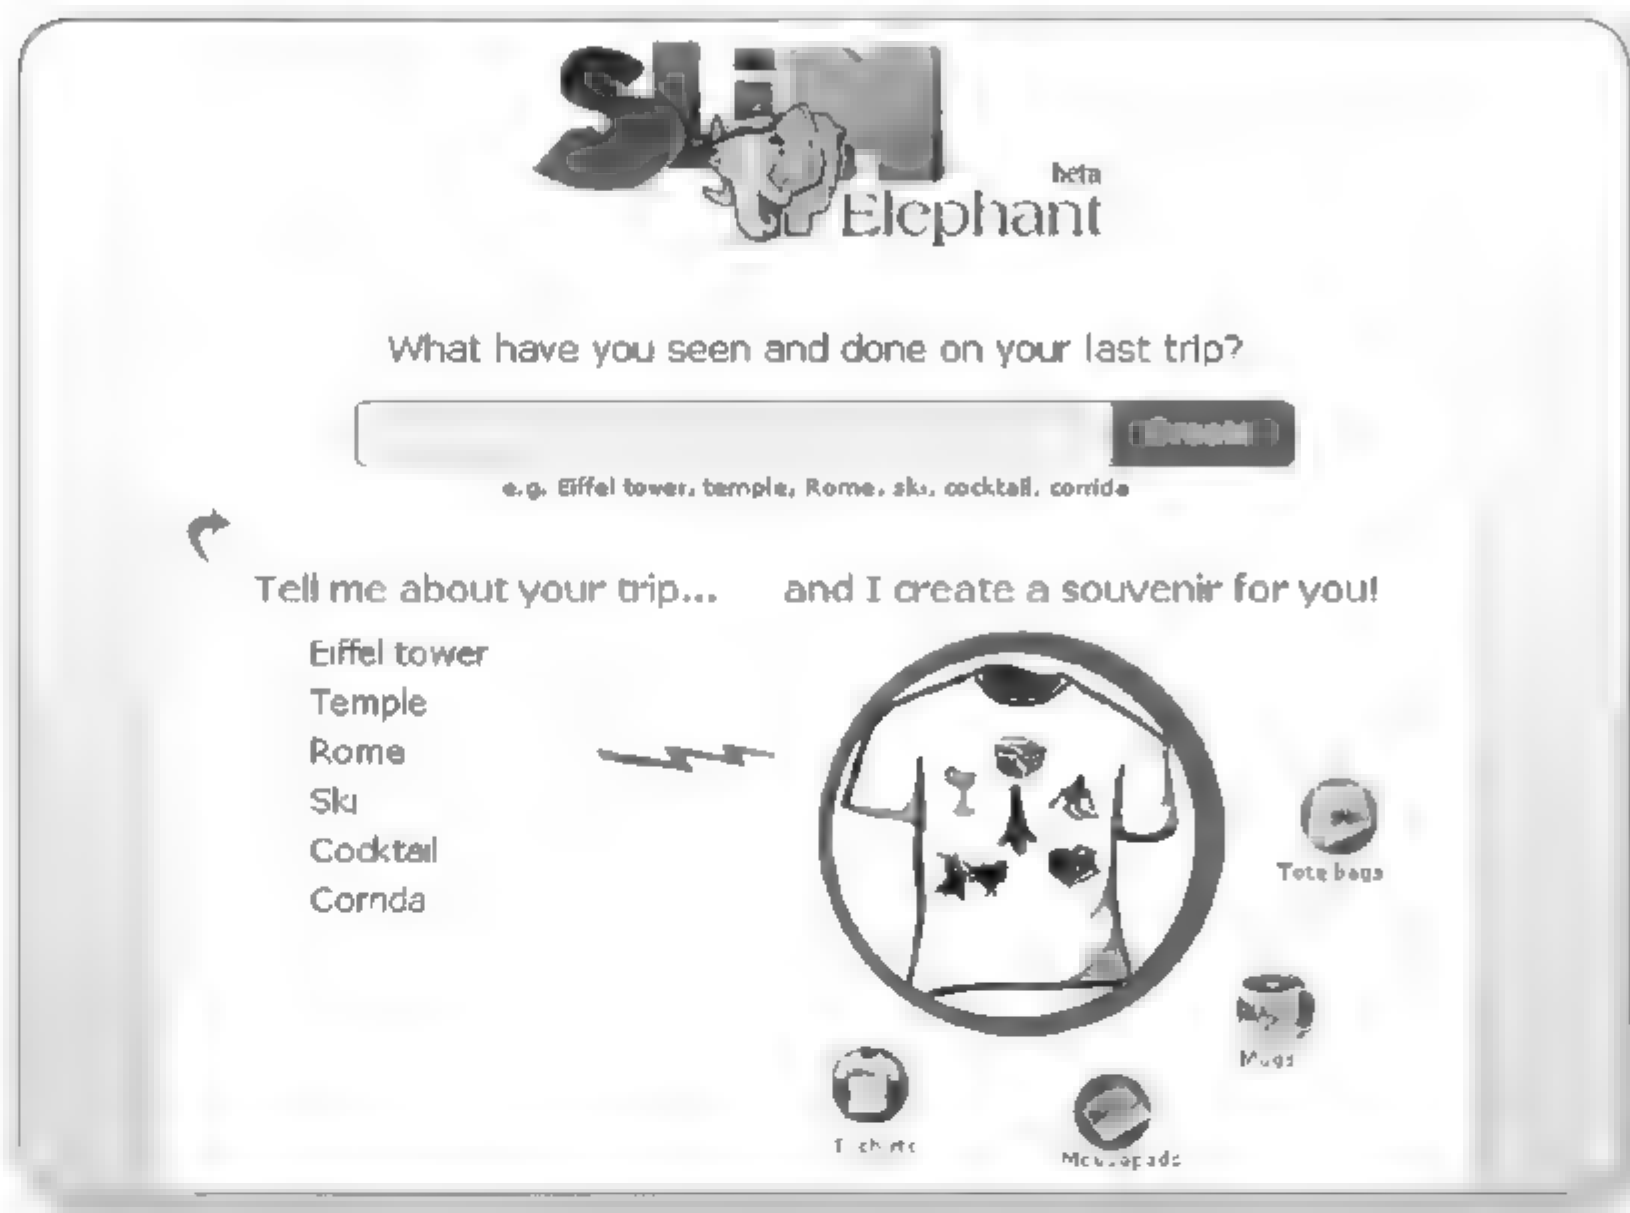 beta
Elephant
What have you seen and done on your last trip?
e.g. Eiffel tower, temple, Rome, ski, cocktail, corrida
Tell me about your trip... and I create a souvenir for you!
Eiffel tower
Temple
Rome
Ski
Cocktail
Corrida
Tote bags
Mugs
T-shirts
Mousepads